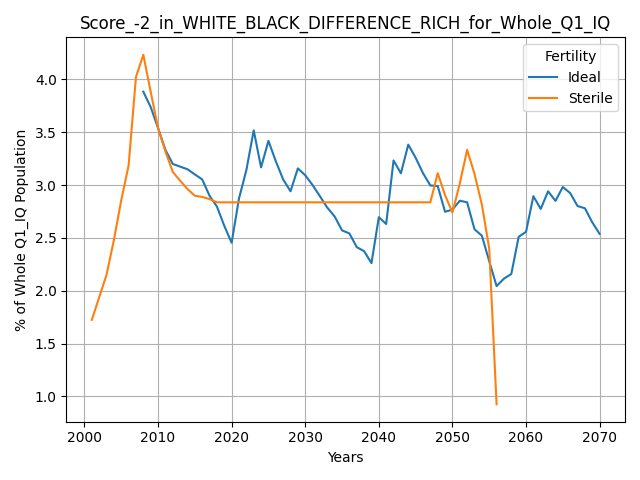 Score_-2_in_WHITE_BLACK_DIFFERENCE_RICH_for_Whole_Q1_IQ
Fertility
Ideal
Sterile
% of Whole Q1_IQ Population
4.0
3.5
3.0
2.5
2.0
1.5
1.0
2000 2010 2020 2030 2040 2050 2060 2070
Years